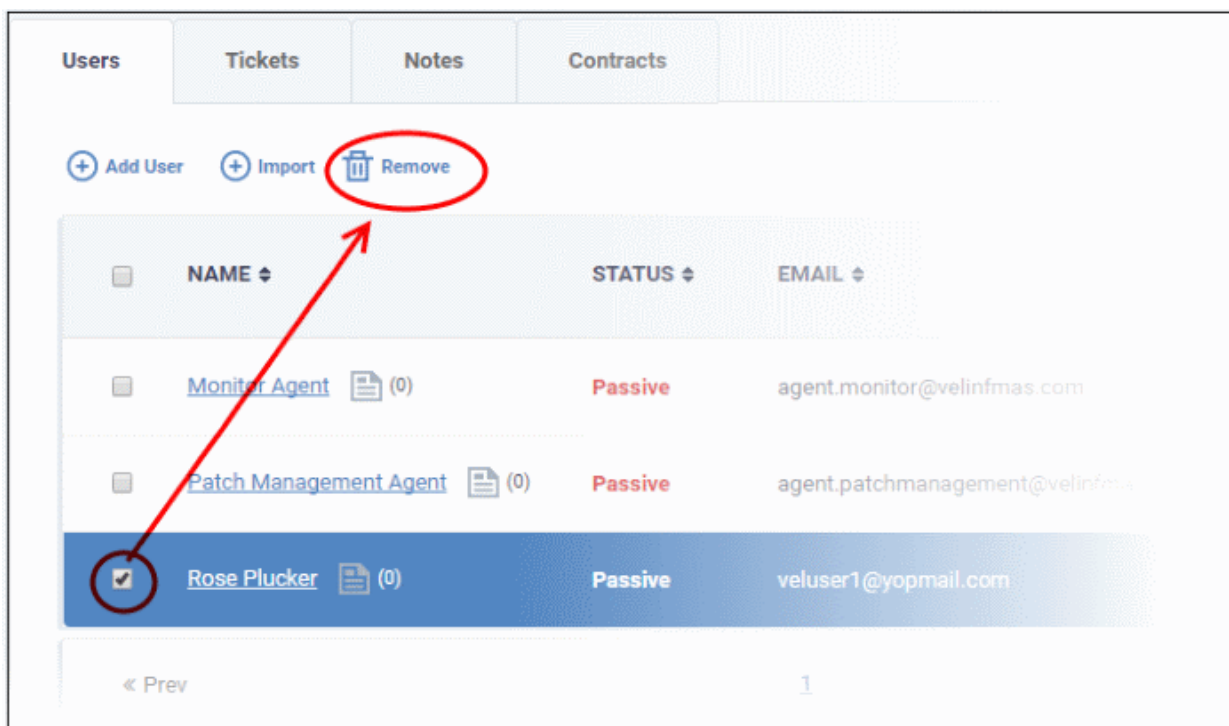 Users Tickets Notes Contracts
Add User Import Remove
NAME STATUS EMAIL
Monitor Agent (0) Passive agent.monitor@velinfmas.com
Patch Management Agent (0) Passive
Rose Plucker (0) Passive veluser1@yopmail.com
« Prev 1